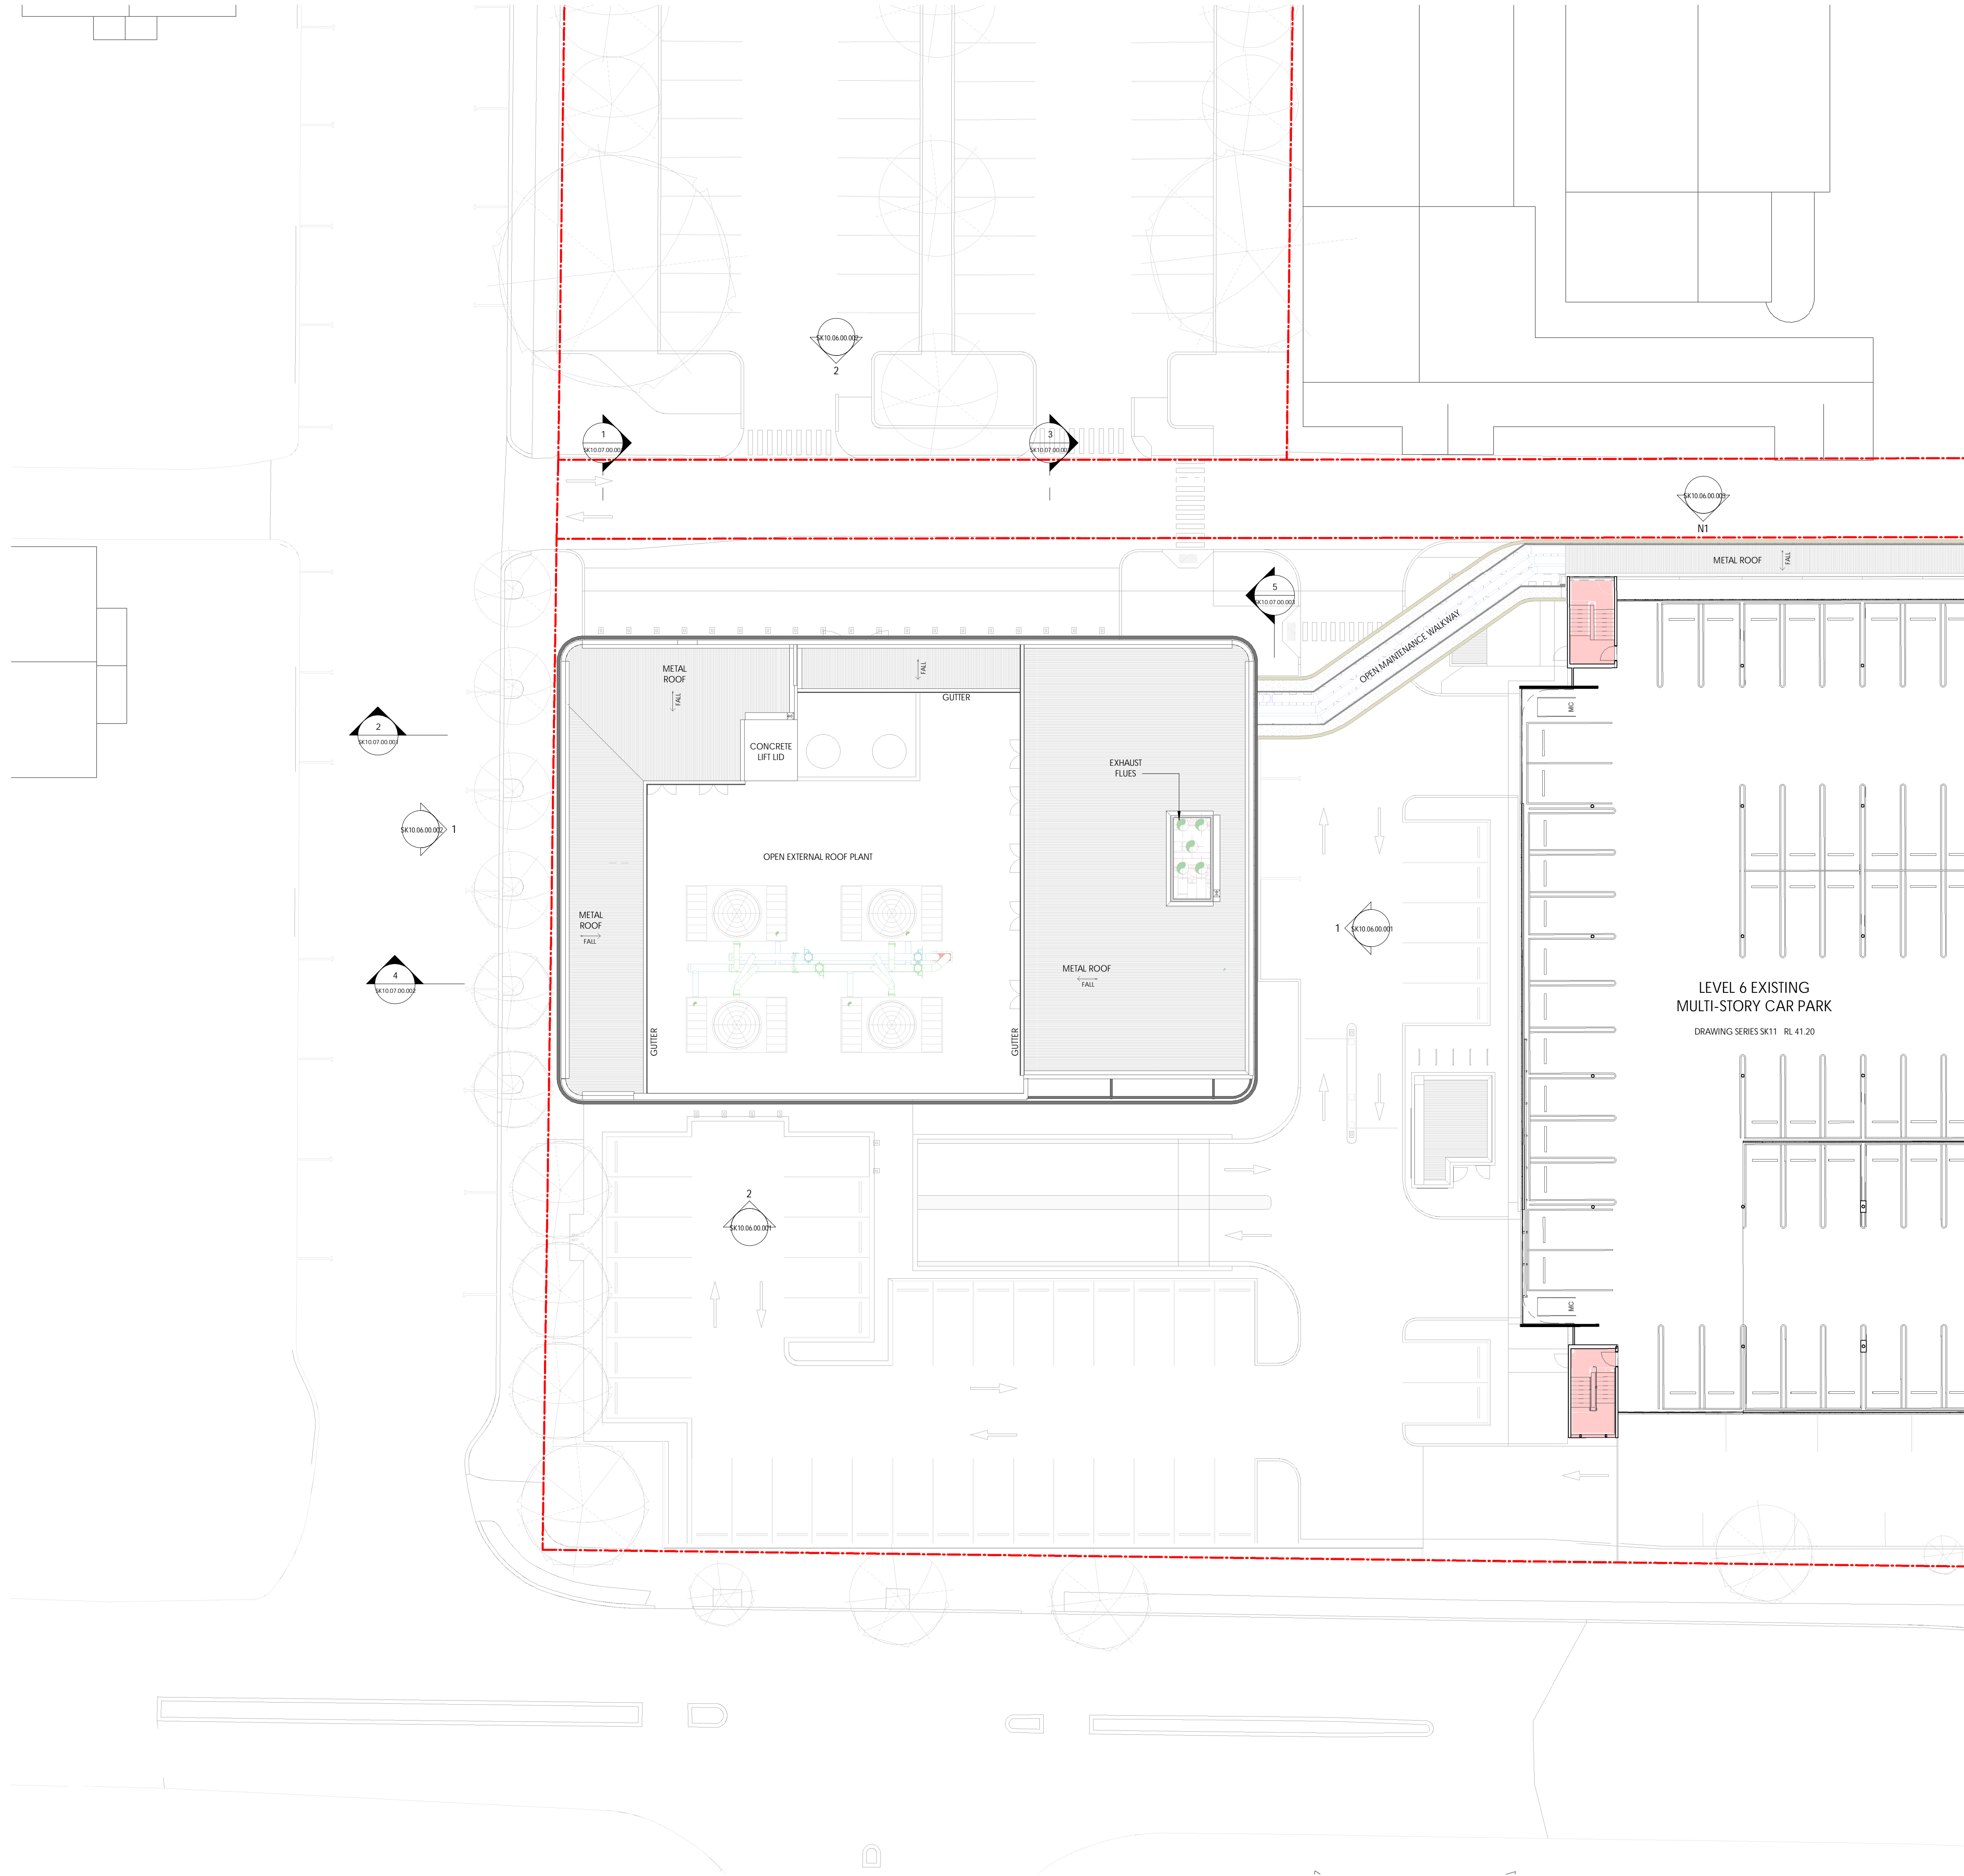 SK10.06.00.002
2
1
SK10.07.00.001
3
SK10.07.00.002
SK10.06.00.003
N1
METAL ROOF
FALL
5
SK10.07.00.003
OPEN MAINTENANCE WALKWAY
METAL
ROOF
FALL
FALL
GUTTER
MC
2
SK10.07.00.001
CONCRETE
LIFT LID
EXHAUST
FLUES
SK10.06.00.002
1
OPEN EXTERNAL ROOF PLANT
METAL
ROOF
FALL
1
SK10.06.00.001
4
SK10.07.00.002
METAL ROOF
FALL
LEVEL 6 EXISTING
MULTI-STORY CAR PARK
DRAWING SERIES SK11 RL 41.20
GUTTER
GUTTER
2
SK10.06.00.001
MC